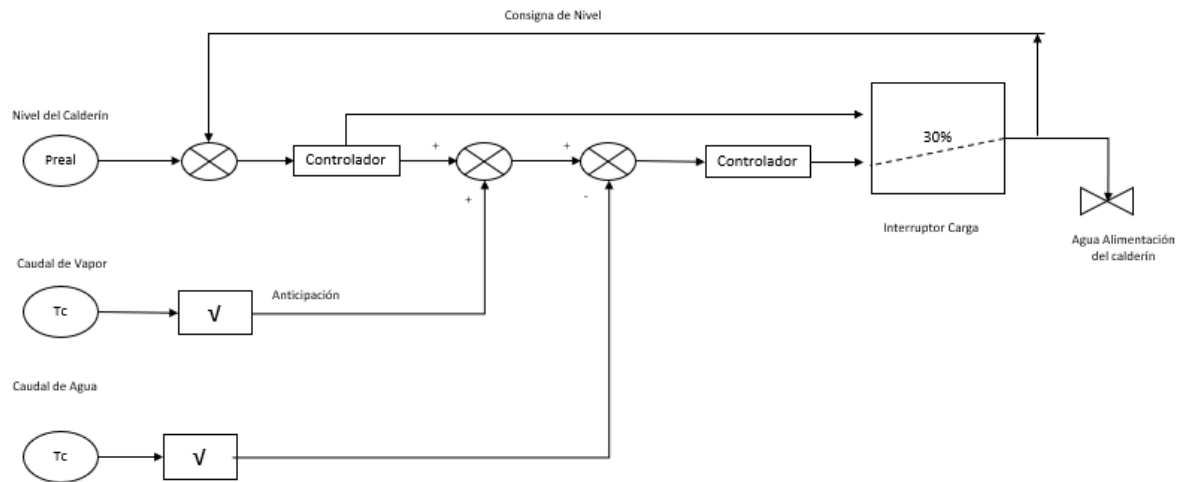 Consigna de Nivel
Nivel del Calderín
Preal
Controlador
+
+
+
-
Controlador
30%
Interruptor Carga
Agua Alimentación
del calderín
Caudal de Vapor
Tc
√
Anticipación
Caudal de Agua
Tc
√